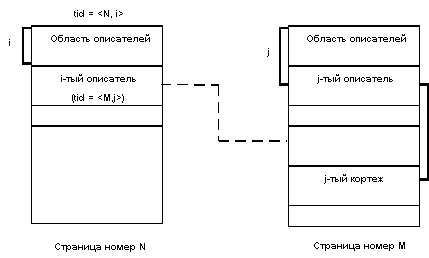 tid = <N, i>
i
Область описателей
i-тый описатель
(tid = <M,j>)
Страница номер N
j
Область описателей
j-тый описатель
j-тый кортеж
Страница номер M